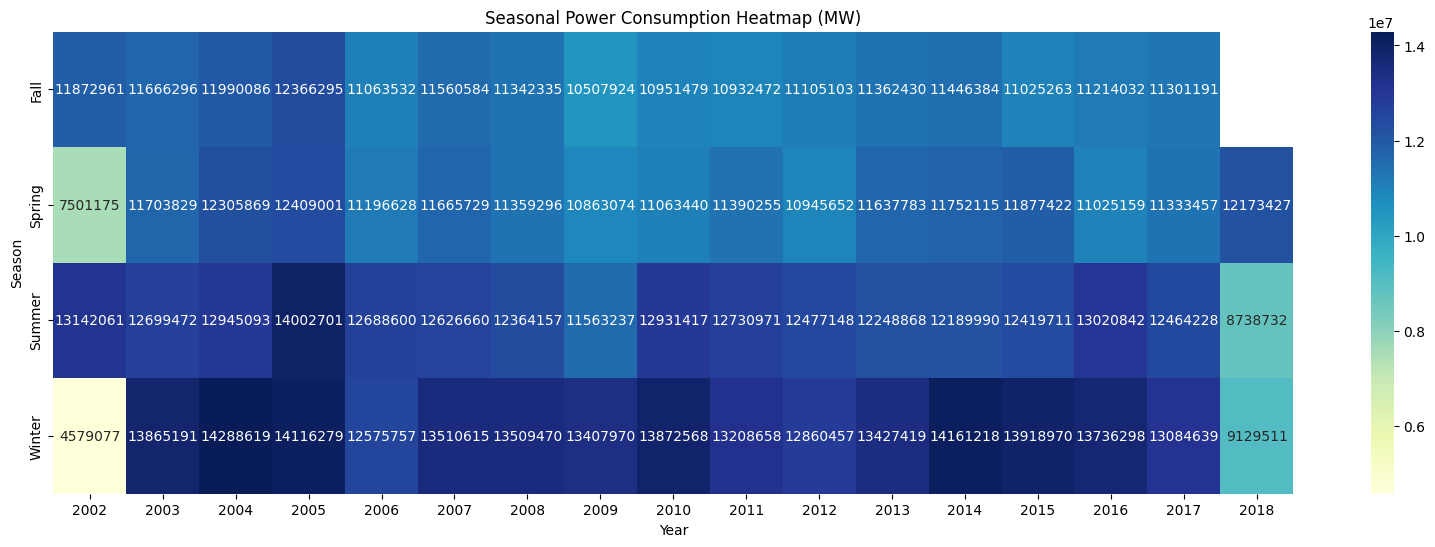 Seasonal Power Consumption Heatmap (MW)
1e7
Fall
11872961 11666296 11990086 12366295 11063532 11560584 11342335 10507924 10951479 10932472 11105103 11362430 11446384 11025263 11214032 11301191
Spring
7501175 11703829 12305869 12409001 11196628 11665729 11359296 10863074 11063440 11390255 10945652 11637783 11752115 11877422 11025159 11333457 12173427
Season
Summer
13142061 12699472 12945093 14002701 12688600 12626660 12364157 11563237 12931417 12730971 12477148 12248868 12189990 12419711 13020842 12464228 8738732
Winter
4579077 13865191 14288619 14116279 12575757 13510615 13509470 13407970 13872568 13208658 12860457 13427419 14161218 13918970 13736298 13084639 9129511
2002 2003 2004 2005 2006 2007 2008 2009 2010 2011 2012 2013 2014 2015 2016 2017 2018
Year
1.4
1.2
1.0
0.8
0.6